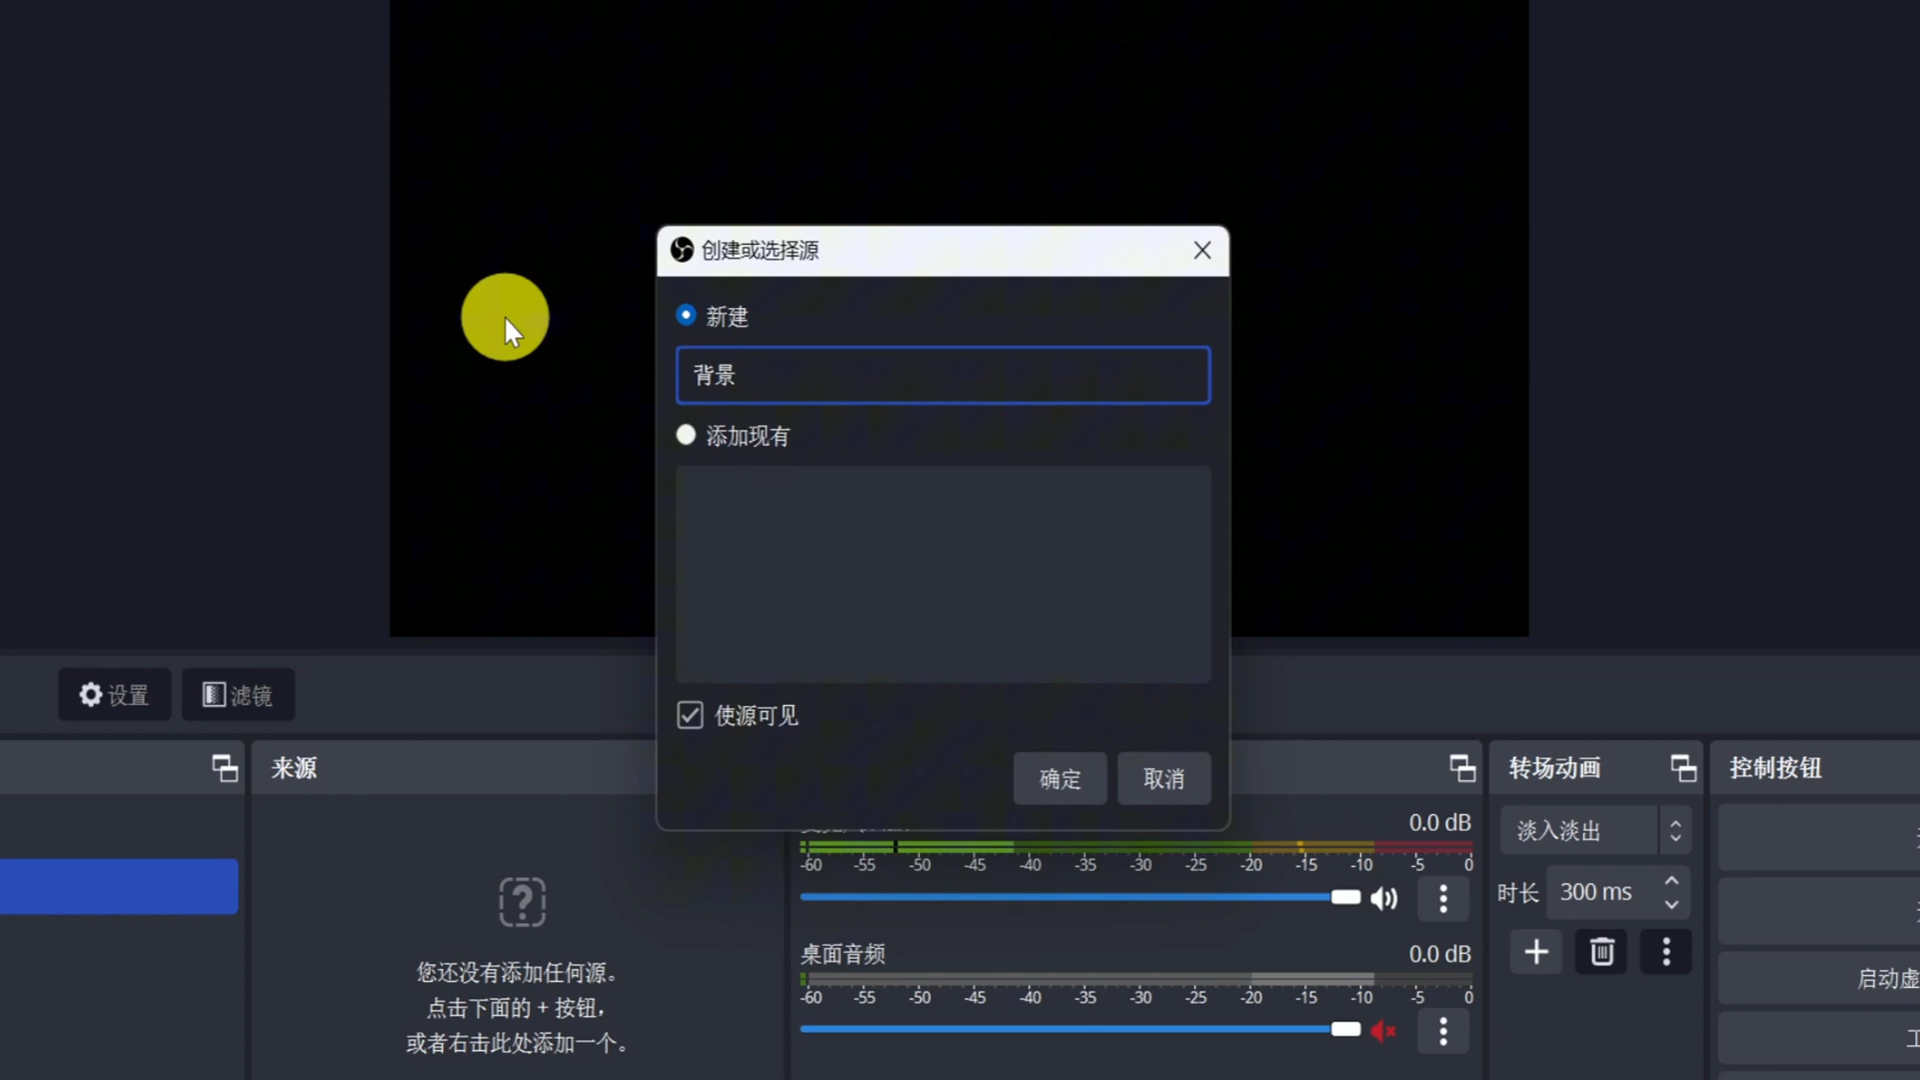 创建或选择源
新建
背景
添加现有
使源可见
确定
取消
设置
滤镜
来源
转场动画
控制按钮
您还没有添加任何源。
点击下面的 + 按钮，
或者右击此处添加一个。
0.0 dB
-60 -55 -50 -45 -40 -35 -30 -25 -20 -15 -10 -5 0
桌面音频
0.0 dB
-60 -55 -50 -45 -40 -35 -30 -25 -20 -15 -10 -5 0
淡入淡出
时长
300 ms
启动虚
工